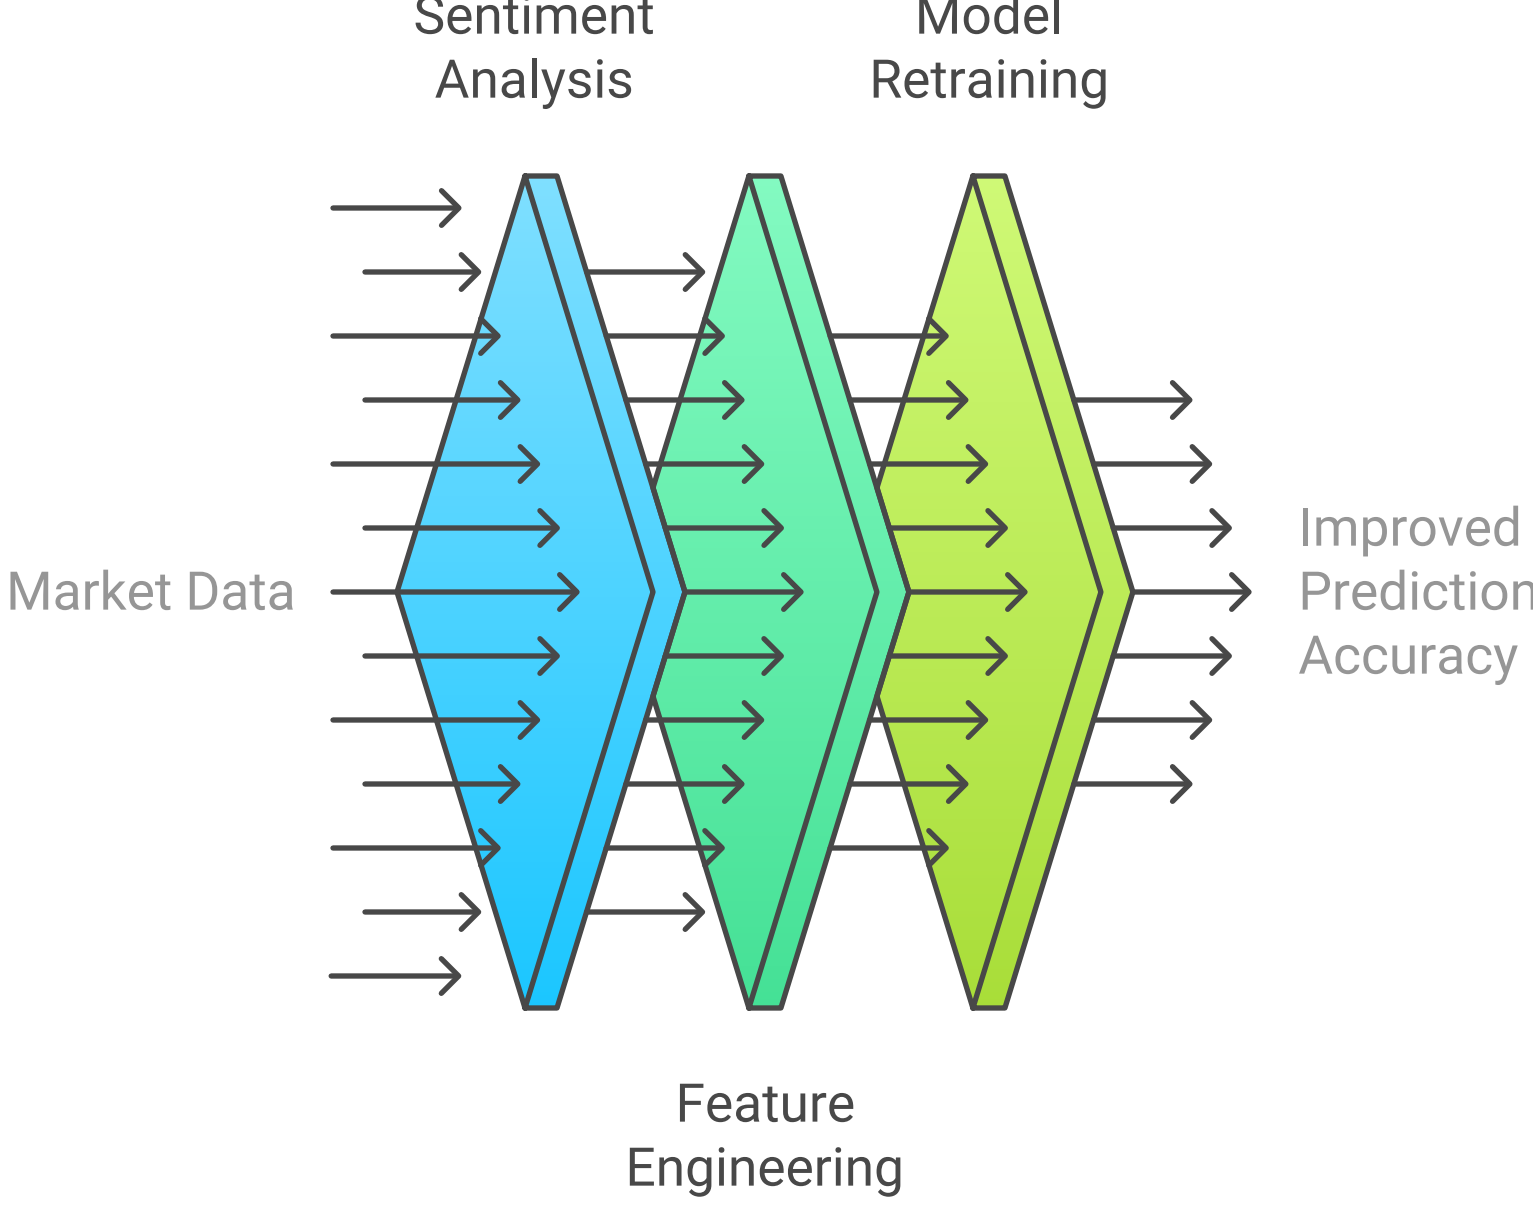 Sentiment
Analysis
Model
Retraining
Market Data
Improved
Prediction
Accuracy
Feature
Engineering